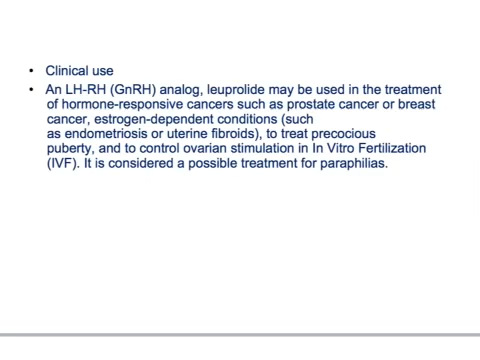 • Clinical use
• An LH-RH (GnRH) analog, leuprolide may be used in the treatment
of hormone-responsive cancers such as prostate cancer or breast
cancer, estrogen-dependent conditions (such
as endometriosis or uterine fibroids), to treat precocious
puberty, and to control ovarian stimulation in In Vitro Fertilization
(IVF). It is considered a possible treatment for paraphilias.